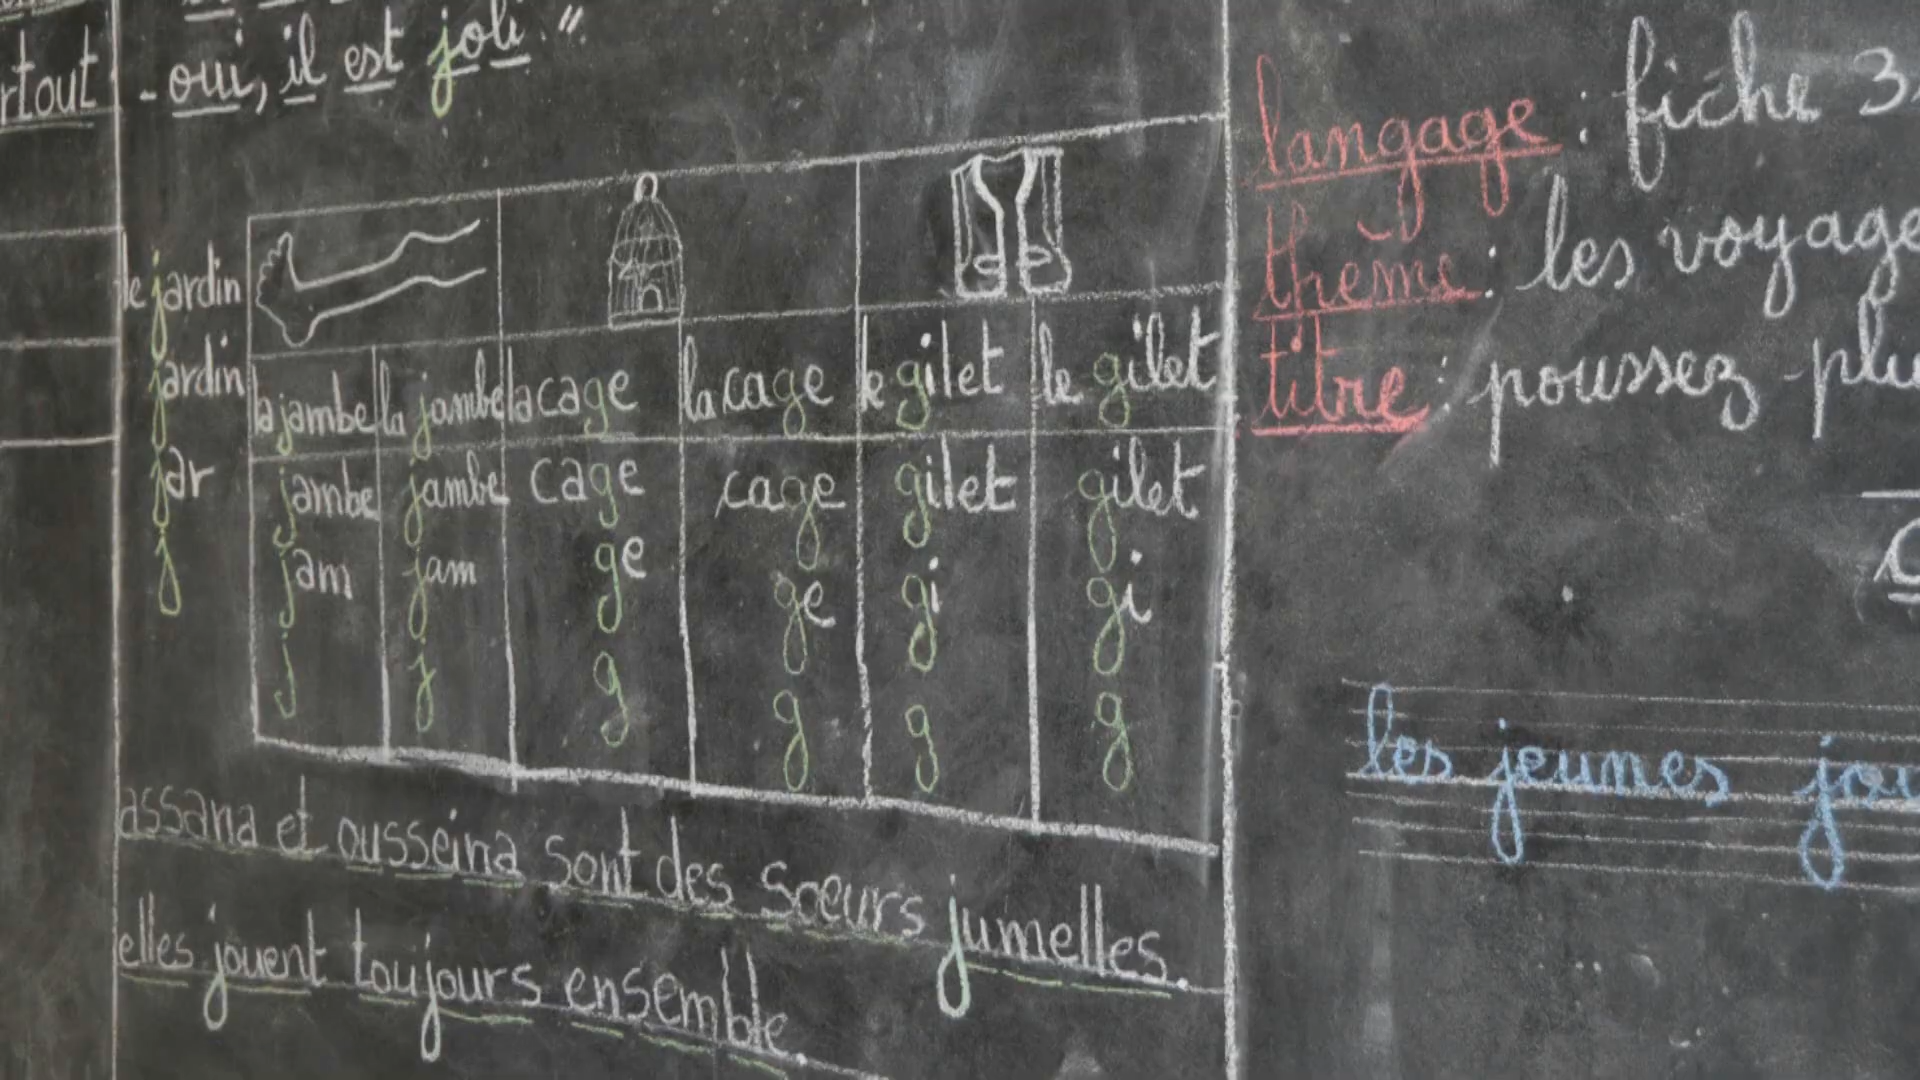 - oui, il est joli."
le jardin
jardin
jar
j
la jambe la jambe la cage la cage le gilet le gilet
jambe jambe cage cage gilet gilet
jam jam ge ge gi gi
j j g g g g
assana et ousseina sont des soeurs jumelles.
elles jouent toujours ensemble.
langage : fiche 3
thème : les voyage
titre : poussez plu
les jeunes jou